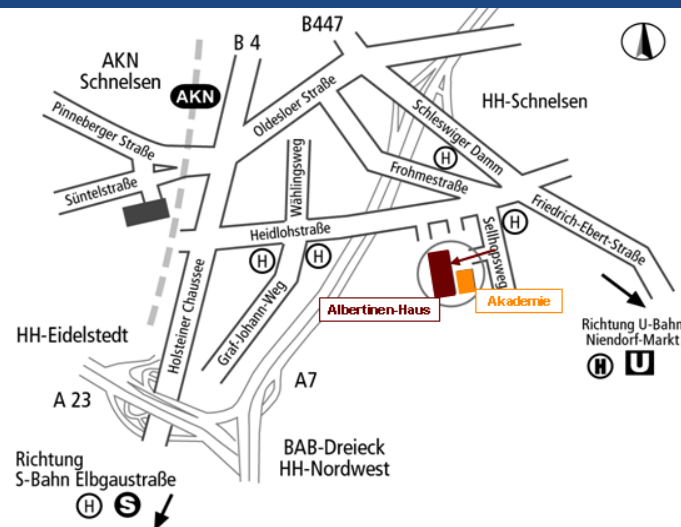 B447
B 4
AKN
Schnelsen
AKN
HH-Schnelsen
Pinneberger Straße
Oldesloer Straße
Schleswiger Damm
H
Frohmestraße
Süntelstraße
Wählingsweg
Heidlohstraße
Friedrich-Ebert-Straße
Sellhopsweg
H
H
H
Albertinen-Haus
Akademie
Holsteiner Chaussee
Graf-Johann-Weg
HH-Eidelstedt
Richtung U-Bahn
Niendorf-Markt
H U
A7
A 23
BAB-Dreieck
HH-Nordwest
Richtung
S-Bahn Elbgaustraße
H S